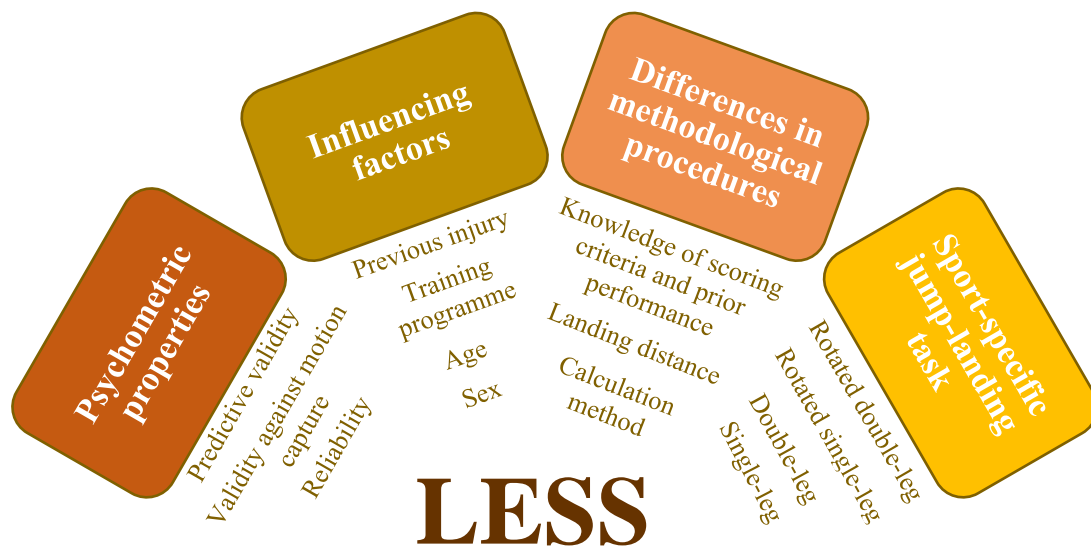 Psychometric
properties
Predictive validity
Validity against motion
capture
Reliability
Influencing
factors
Previous injury
Training
programme
Age
Sex
Differences in
methodological
procedures
Knowledge of scoring
criteria and prior
performance
Landing distance
Calculation
method
Sport-specific
jump-landing
task
Rotated double-leg
Rotated single-leg
Double-leg
Single-leg
LESS